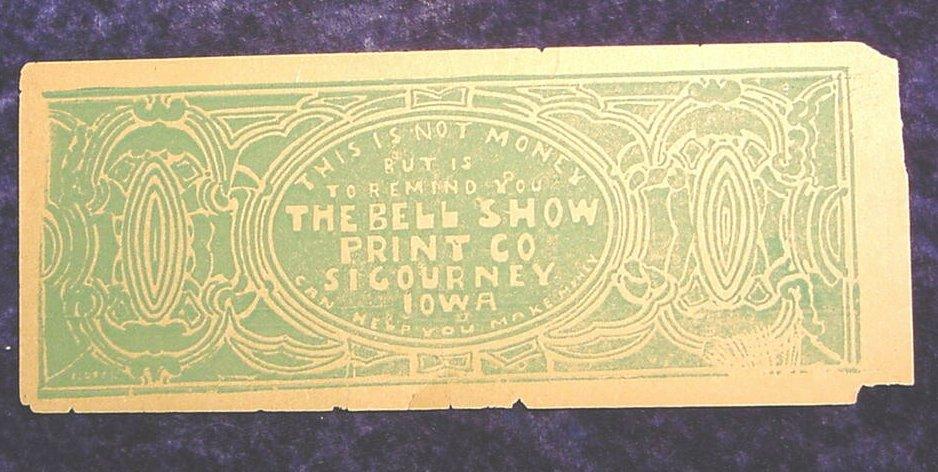 THIS IS NOT MONEY
BUT IS
TO REMIND YOU
THE BELL SHOW
PRINT CO
SIGOURNEY
IOWA
CAN HELP YOU MAKE